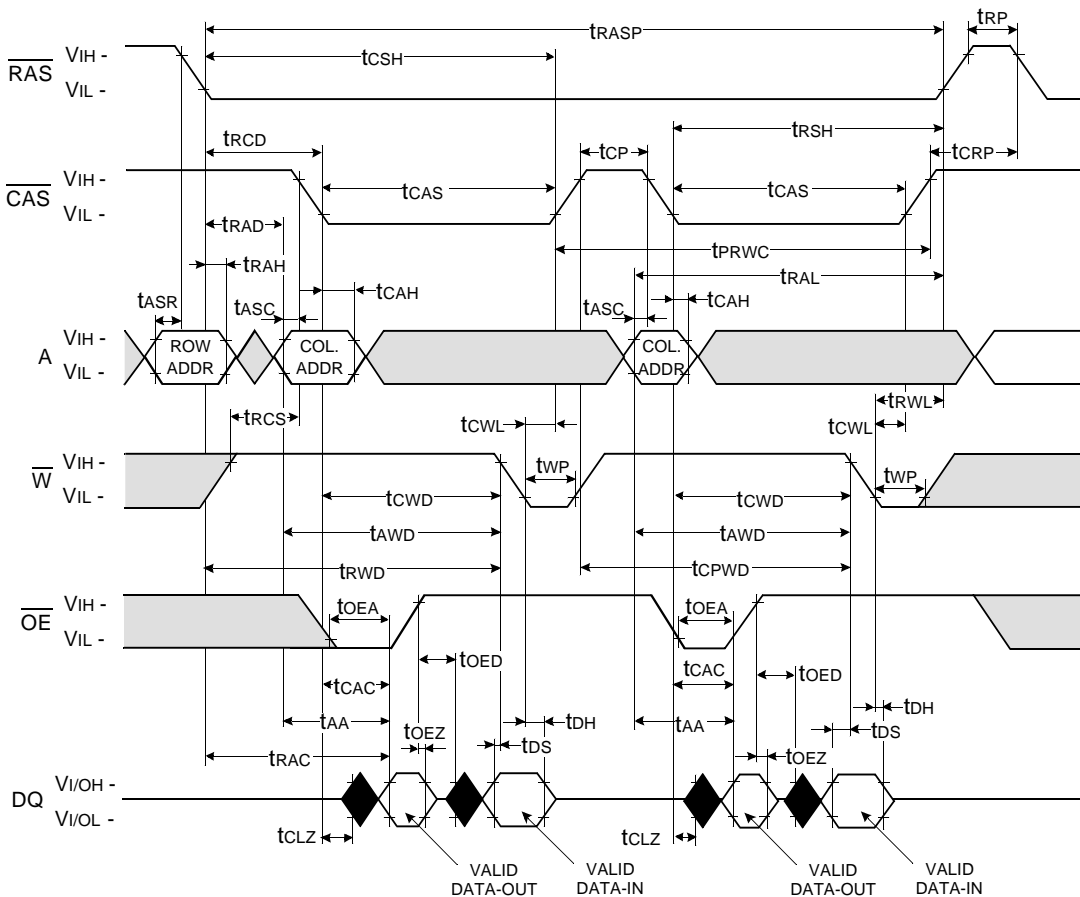 tRASP
tRP
tCSH
RAS
VIH -
VIL -
tRCD
tRSH
tCP
tCRP
CAS
VIH -
VIL -
tCAS
tCAS
tRAD
tPRWC
tRAH
tRAL
tASR
tASC
tCAH
tASC
tCAH
A
VIH -
VIL -
ROW
ADDR
COL.
ADDR
COL.
ADDR
tRCS
tCWL
tRWL
tCWL
W
VIH -
VIL -
tWP
tWP
tCWD
tCWD
tAWD
tAWD
tRWD
tCPWD
OE
VIH -
VIL -
tOEA
tOEA
tOED
tOED
tCAC
tCAC
tAA
tOEZ
tDH
tAA
tDH
tRAC
tDS
tDS
tOEZ
DQ
VI/OH -
VI/OL -
tCLZ
tCLZ
VALID
DATA-OUT
VALID
DATA-IN
VALID
DATA-OUT
VALID
DATA-IN